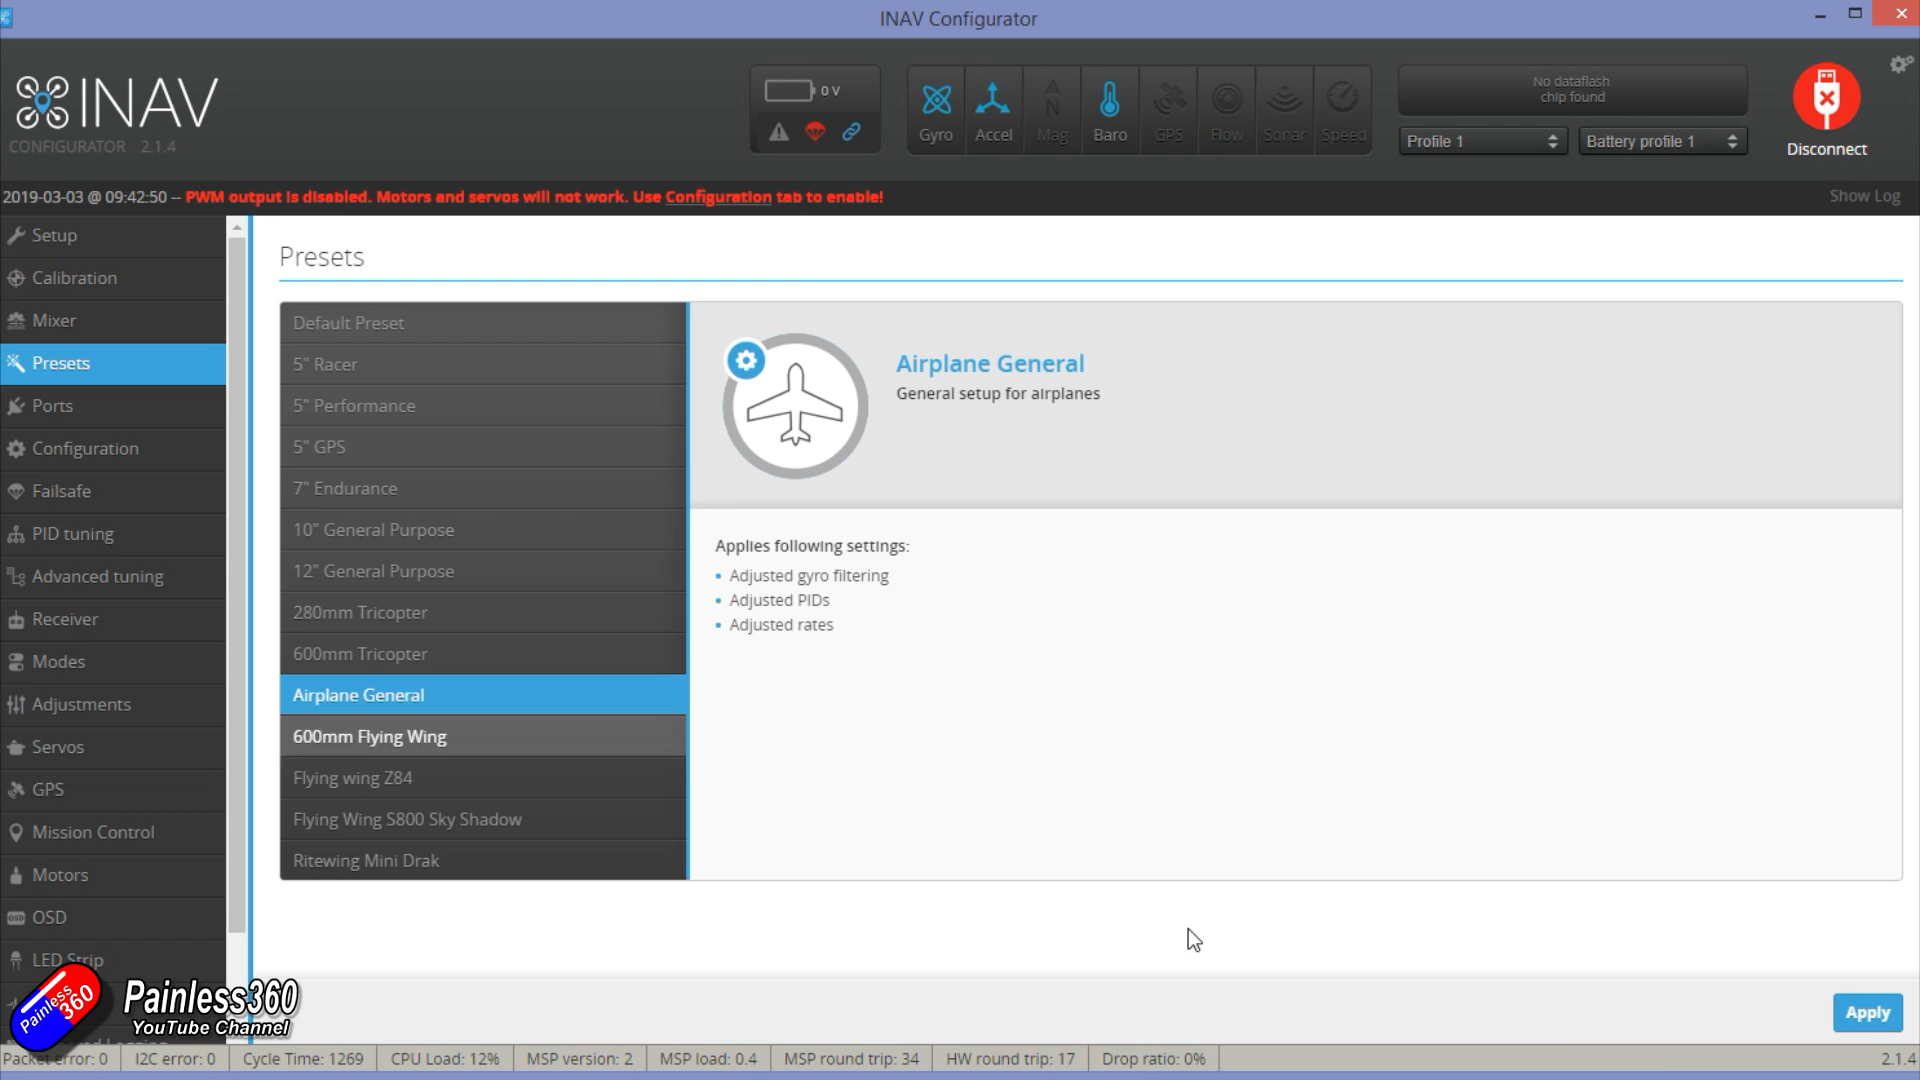 INAV Configurator
INAV
CONFIGURATOR 2.1.4
0 V
Gyro
Accel
Mag
Baro
GPS
Flow
Sonar
Speed
No dataflash
chip found
Profile 1
Battery profile 1
Disconnect
2019-03-03 @ 09:42:50 -- PWM output is disabled. Motors and servos will not work. Use Configuration tab to enable!
Show Log
Setup
Calibration
Mixer
Presets
Ports
Configuration
Failsafe
PID tuning
Advanced tuning
Receiver
Modes
Adjustments
Servos
GPS
Mission Control
Motors
OSD
LED Strip
Presets
Default Preset
5" Racer
5" Performance
5" GPS
7" Endurance
10" General Purpose
12" General Purpose
280mm Tricopter
600mm Tricopter
Airplane General
600mm Flying Wing
Flying wing Z84
Flying Wing S800 Sky Shadow
Ritewing Mini Drak
Airplane General
General setup for airplanes
Applies following settings:
Adjusted gyro filtering
Adjusted PIDs
Adjusted rates
Apply
Painless
360
Painless360
YouTube Channel
Packet error: 0
I2C error: 0
Cycle Time: 1269
CPU Load: 12%
MSP version: 2
MSP load: 0.4
MSP round trip: 34
HW round trip: 17
Drop ratio: 0%
2.1.4